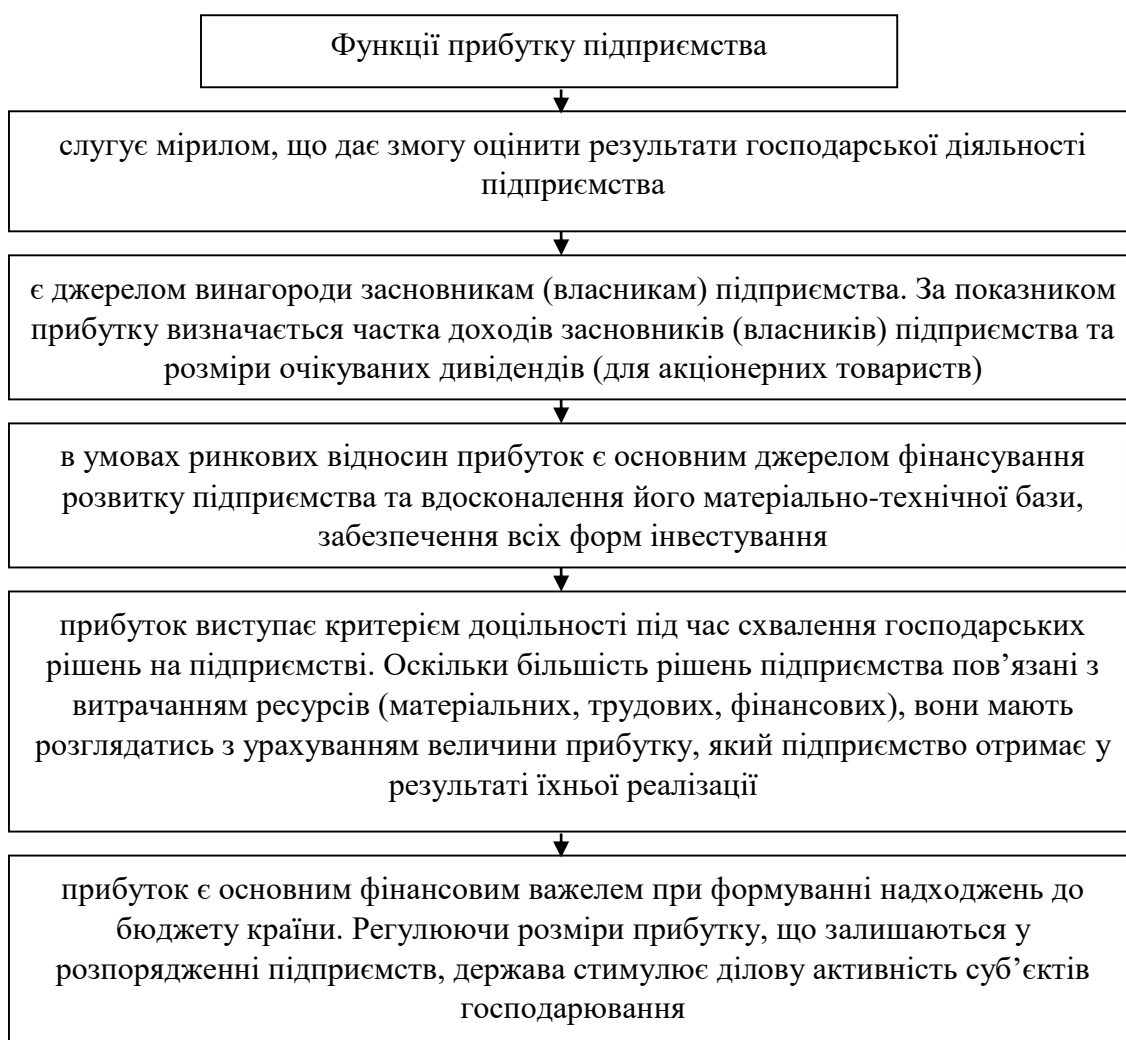 Функції прибутку підприємства
слугує мірилом, що дає змогу оцінити результати господарської діяльності
підприємства
є джерелом винагороди засновникам (власникам) підприємства. За показником
прибутку визначається частка доходів засновників (власників) підприємства та
розміри очікуваних дивідендів (для акціонерних товариств)
в умовах ринкових відносин прибуток є основним джерелом фінансування
розвитку підприємства та вдосконалення його матеріально-технічної бази,
забезпечення всіх форм інвестування
прибуток виступає критерієм доцільності під час схвалення господарських
рішень на підприємстві. Оскільки більшість рішень підприємства пов’язані з
витрачанням ресурсів (матеріальних, трудових, фінансових), вони мають
розглядатись з урахуванням величини прибутку, який підприємство отримає у
результаті їхньої реалізації
прибуток є основним фінансовим важелем при формуванні надходжень до
бюджету країни. Регулюючи розміри прибутку, що залишаються у
розпорядженні підприємств, держава стимулює ділову активність суб’єктів
господарювання